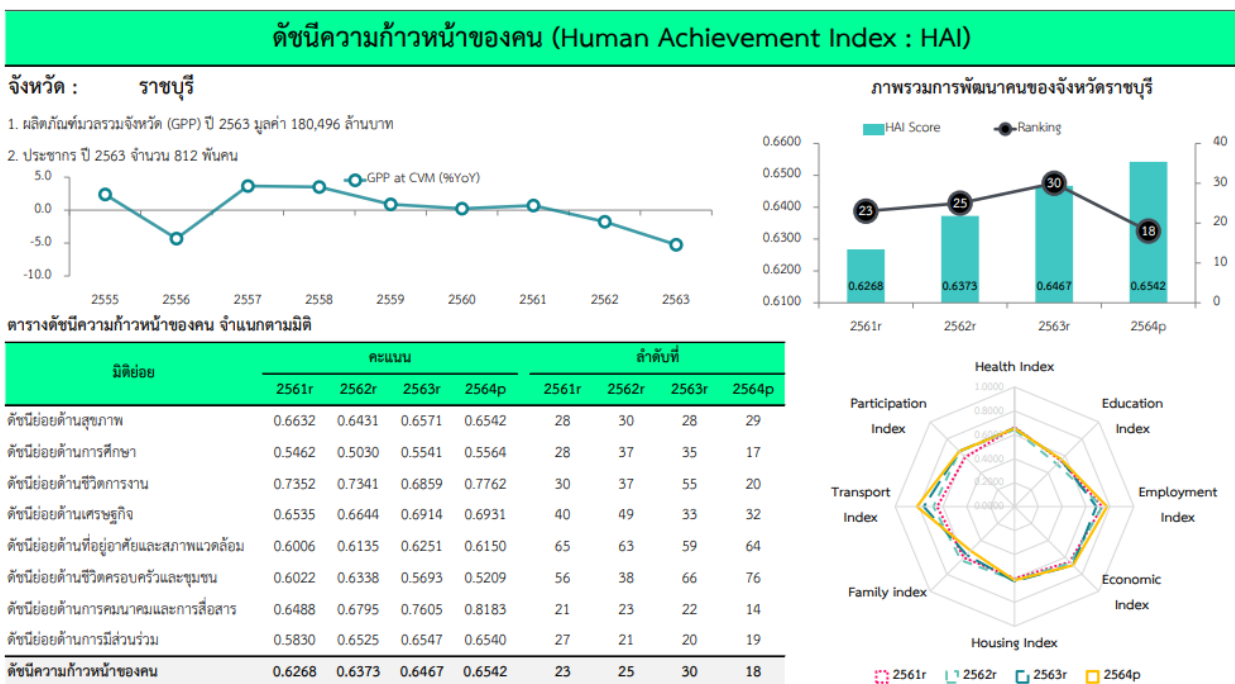 ดัชนีความก้าวหน้าของคน (Human Achievement Index : HAI)
จังหวัด : ราชบุรี
1. ผลิตภัณฑ์มวลรวมจังหวัด (GPP) ปี 2563 มูลค่า 180,496 ล้านบาท
2. ประชากร ปี 2563 จำนวน 812 พันคน
GPP at CVM (%YoY)
5.0
0.0
-5.0
-10.0
2555 2556 2557 2558 2559 2560 2561 2562 2563
ภาพรวมการพัฒนาคนของจังหวัดราชบุรี
HAI Score Ranking
0.6600 40
0.6500
0.6400 30
0.6300 20
0.6200 10
0.6100 0
23 25 30 18
0.6268 0.6373 0.6467 0.6542
2561r 2562r 2563r 2564p
ตารางดัชนีความก้าวหน้าของคน จำแนกตามมิติ
มิติย่อย คะแนน ลำดับที่
2561r 2562r 2563r 2564p 2561r 2562r 2563r 2564p
ดัชนีย่อยด้านสุขภาพ 0.6632 0.6431 0.6571 0.6542 28 30 28 29
ดัชนีย่อยด้านการศึกษา 0.5462 0.5030 0.5541 0.5564 28 37 35 17
ดัชนีย่อยด้านชีวิตการงาน 0.7352 0.7341 0.6859 0.7762 30 37 55 20
ดัชนีย่อยด้านเศรษฐกิจ 0.6535 0.6644 0.6914 0.6931 40 49 33 32
ดัชนีย่อยด้านที่อยู่อาศัยและสภาพแวดล้อม 0.6006 0.6135 0.6251 0.6150 65 63 59 64
ดัชนีย่อยด้านชีวิตครอบครัวและชุมชน 0.6022 0.6338 0.5693 0.5209 56 38 66 76
ดัชนีย่อยด้านการคมนาคมและการสื่อสาร 0.6488 0.6795 0.7605 0.8183 21 23 22 14
ดัชนีย่อยด้านการมีส่วนร่วม 0.5830 0.6525 0.6547 0.6540 27 21 20 19
ดัชนีความก้าวหน้าของคน 0.6268 0.6373 0.6467 0.6542 23 25 30 18
Health Index
Education Index
Employment Index
Economic Index
Housing Index
Family index
Transport Index
Participation Index
1.0000
0.8000
0.6000
0.4000
0.2000
0.0000
2561r 2562r 2563r 2564p